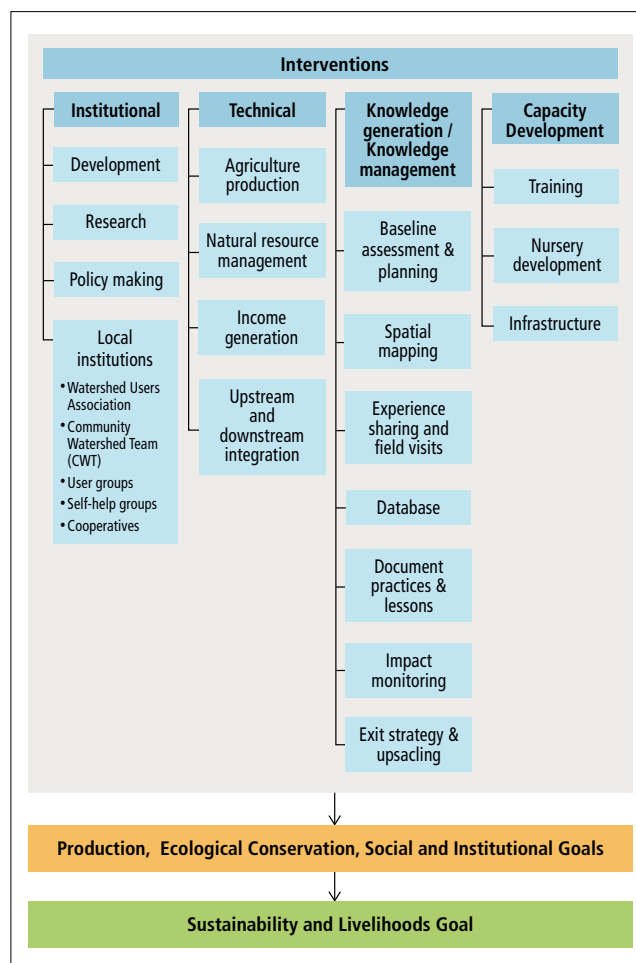 Interventions
Institutional
Development
Research
Policy making
Local
institutions
• Watershed Users
Association
• Community
Watershed Team
(CWT)
• User groups
• Self-help groups
• Cooperatives
Technical
Agriculture
production
Natural resource
management
Income
generation
Upstream
and
downstream
integration
Knowledge
generation /
Knowledge
management
Baseline
assessment &
planning
Spatial
mapping
Experience
sharing and
field visits
Database
Document
practices &
lessons
Impact
monitoring
Exit strategy &
upsacling
Capacity
Development
Training
Nursery
development
Infrastructure
Production, Ecological Conservation, Social and Institutional Goals
Sustainability and Livelihoods Goal